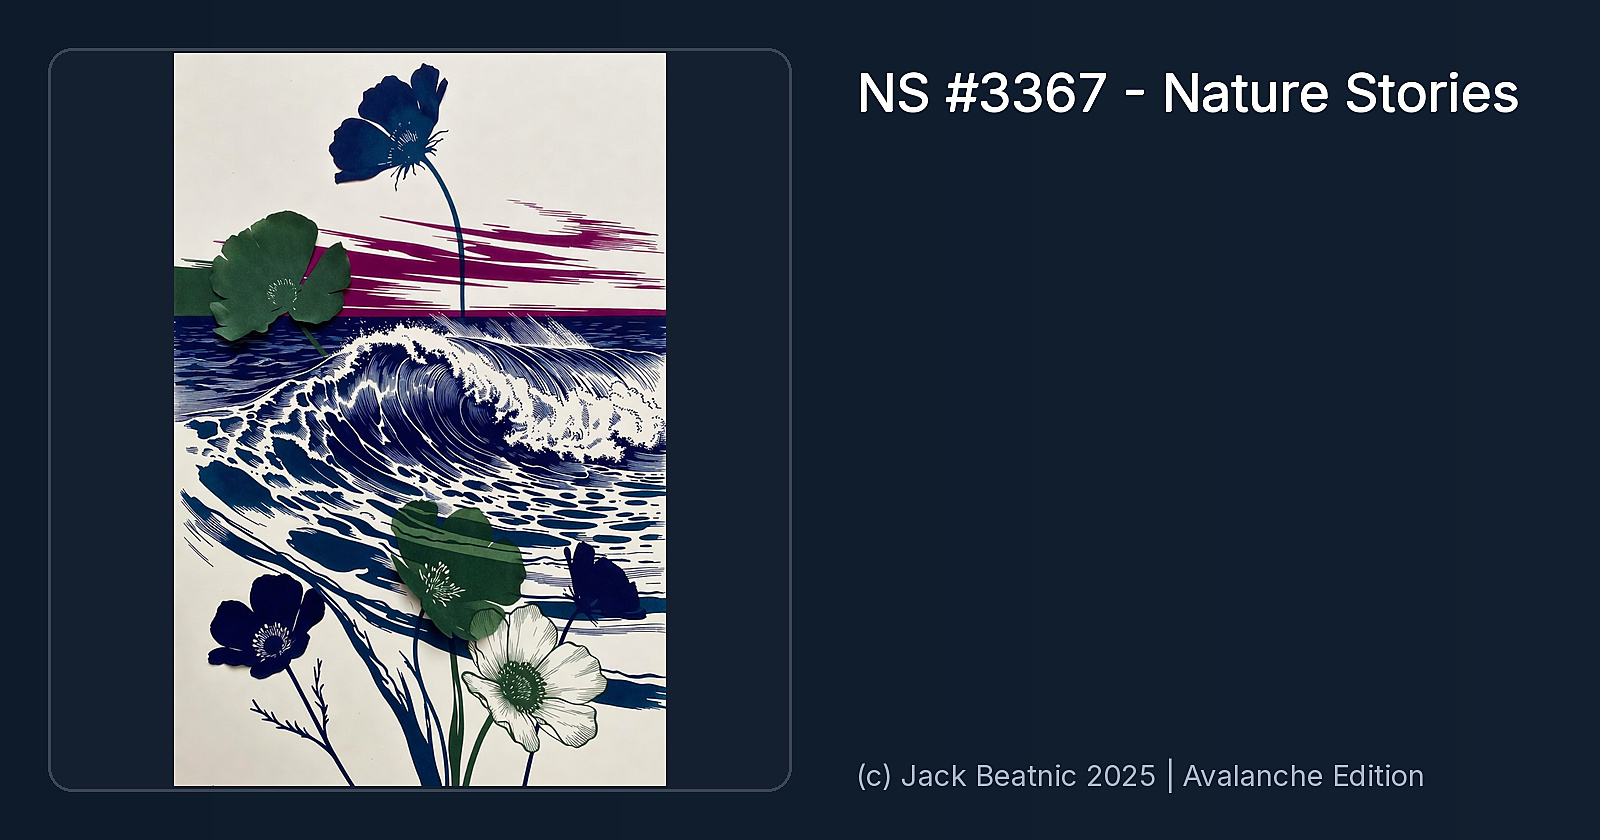 NS #3367 - Nature Stories
(c) Jack Beatnic 2025 | Avalanche Edition